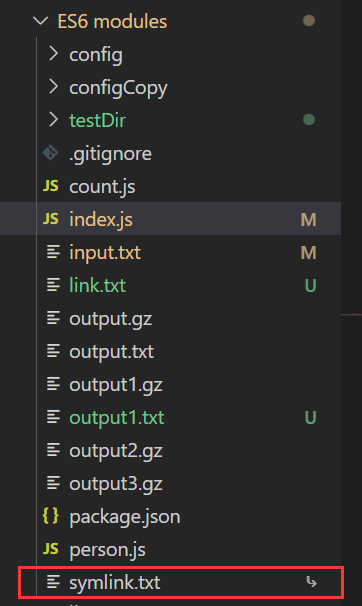 ES6 modules
config
configCopy
testDir
.gitignore
JS count.js
JS index.js M
input.txt M
link.txt U
output.gz
output.txt
output1.gz
output1.txt U
output2.gz
output3.gz
{ } package.json
JS person.js
symlink.txt